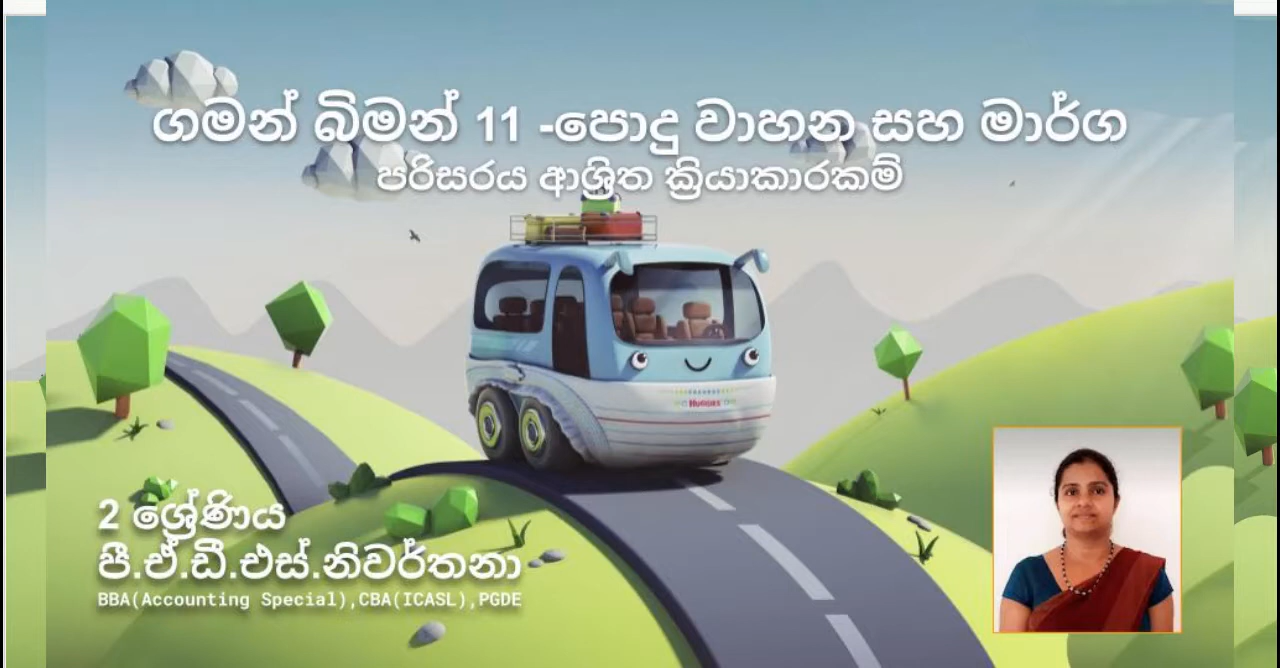 ගමන් බිමන් 11 -පොදු වාහන සහ මාර්ග
පරිසරය ආශ්‍රිත ක්‍රියාකාරකම්
HUGGIES
2 ශ්‍රේණිය
පී.ඒ.ඩී.එස්.නිවර්තනා
BBA(Accounting Special),CBA(ICASL),PGDE